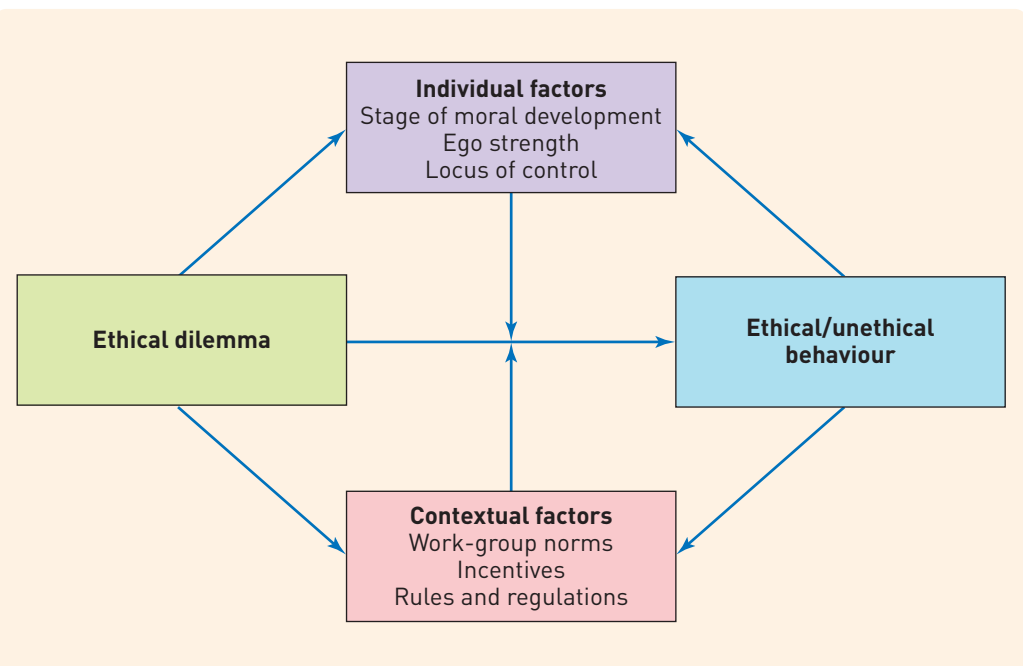 Individual factors
Stage of moral development
Ego strength
Locus of control
Ethical dilemma
Ethical/unethical
behaviour
Contextual factors
Work-group norms
Incentives
Rules and regulations